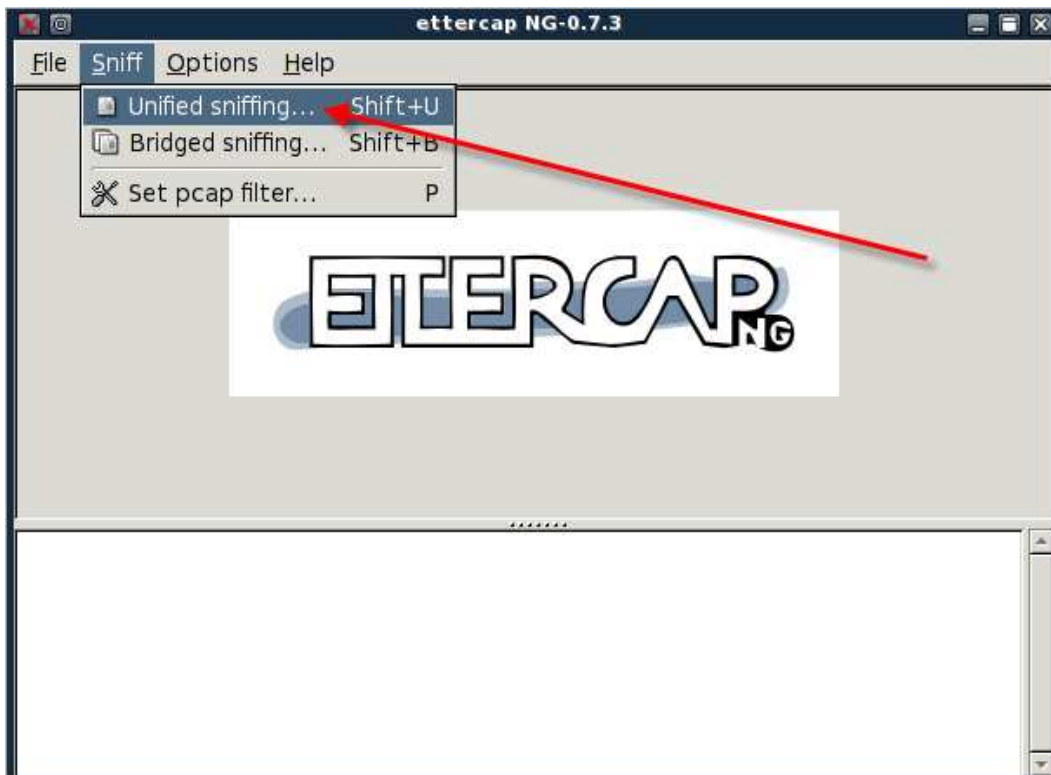 ettercap NG-0.7.3
File Sniff Options Help
Unified sniffing... Shift+U
Bridged sniffing... Shift+B
Set pcap filter... P
ETTERCAP NG